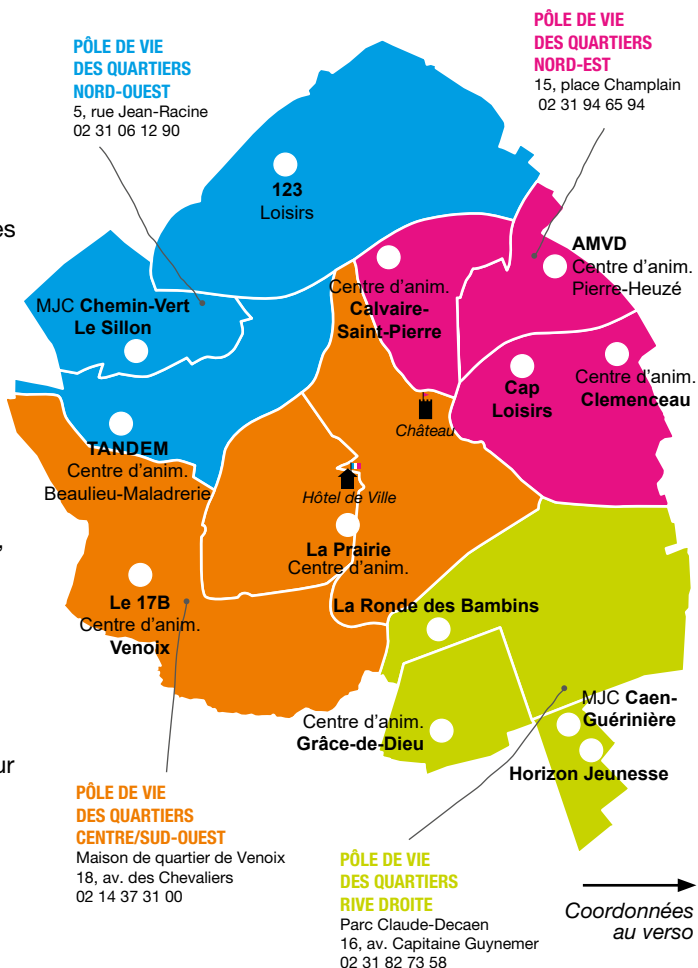 PÔLE DE VIE
DES QUARTIERS
NORD-OUEST
5, rue Jean-Racine
02 31 06 12 90
PÔLE DE VIE
DES QUARTIERS
NORD-EST
15, place Champlain
02 31 94 65 94
123
Loisirs
es
AMVD
Centre d'anim.
Pierre-Heuzé
Centre d'anim.
Calvaire-
Saint-Pierre
MJC Chemin-Vert
Le Sillon
Cap
Loisirs
Centre d'anim.
Clemenceau
Château
TANDEM
Centre d'anim.
Beaulieu-Maladrerie
Hôtel de Ville
,
La Prairie
Centre d'anim.
Le 17B
Centre d'anim.
Venoix
La Ronde des Bambins
MJC Caen-
Guérinière
Centre d'anim.
Grâce-de-Dieu
Horizon Jeunesse
ur
PÔLE DE VIE
DES QUARTIERS
CENTRE/SUD-OUEST
Maison de quartier de Venoix
18, av. des Chevaliers
02 14 37 31 00
PÔLE DE VIE
DES QUARTIERS
RIVE DROITE
Parc Claude-Decaen
16, av. Capitaine Guynemer
02 31 82 73 58
Coordonnées
au verso